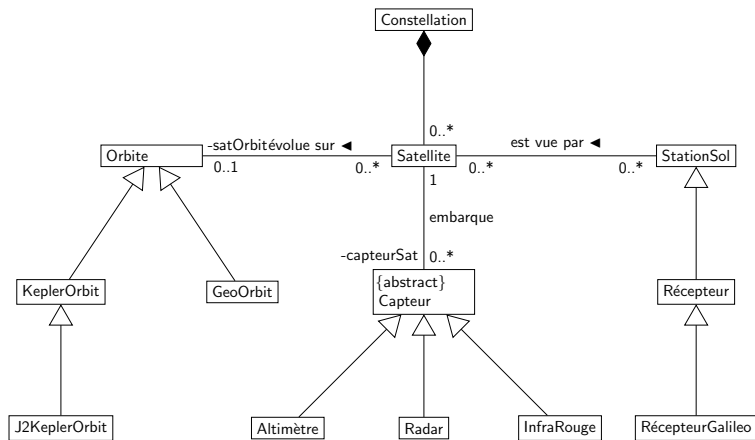 Constellation
0..*
-satOrbitévolue sur ◄
est vue par ◄
Orbite
Satellite
StationSol
0..1
0..*
1
0..*
0..*
embarque
-capteurSat
0..*
{abstract}
Capteur
KeplerOrbit
GeoOrbit
Récepteur
J2KeplerOrbit
Altimètre
Radar
InfraRouge
RécepteurGalileo